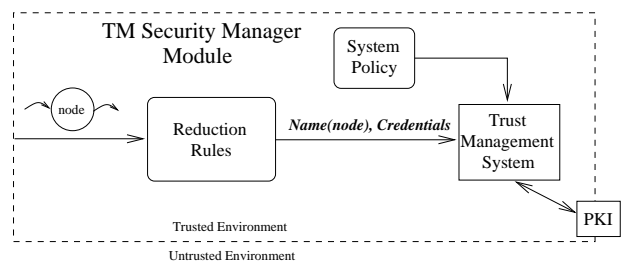 TM Security Manager
Module
System
Policy
node
Reduction
Rules
Name(node), Credentials
Trust
Management
System
PKI
Trusted Environment
Untrusted Environment